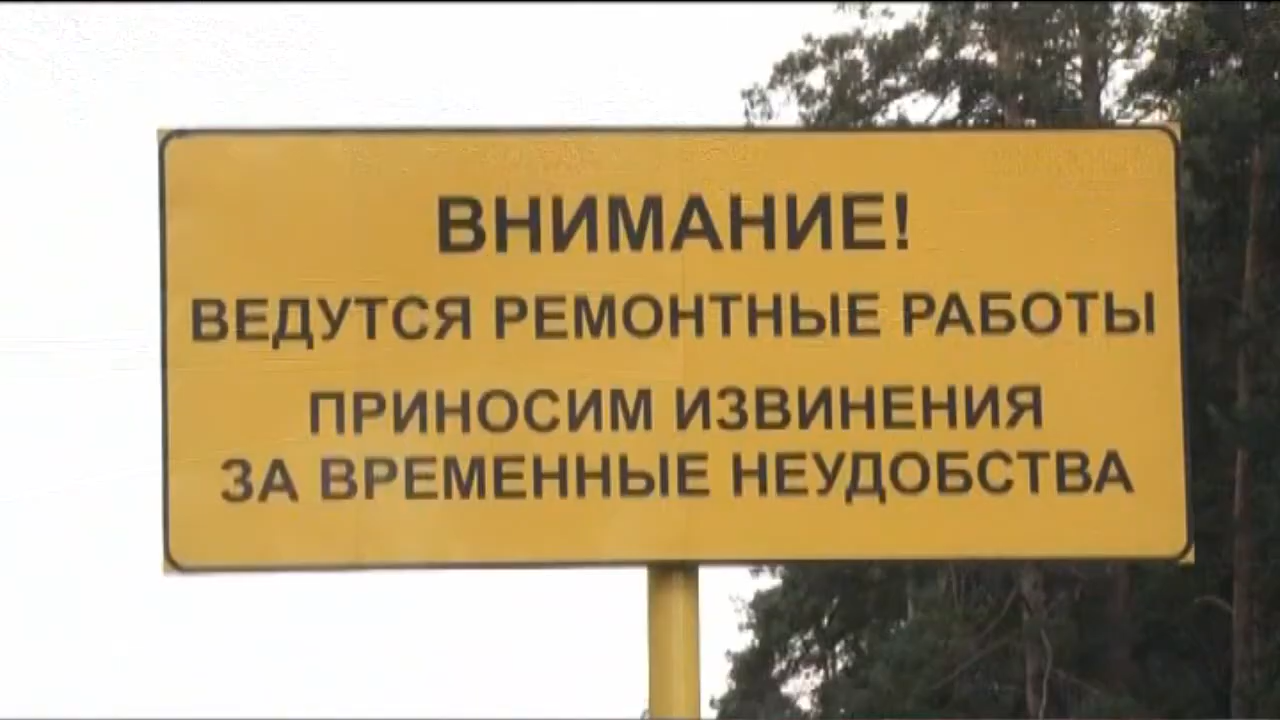 ВНИМАНИЕ!
ВЕДУТСЯ РЕМОНТНЫЕ РАБОТЫ
ПРИНОСИМ ИЗВИНЕНИЯ
ЗА ВРЕМЕННЫЕ НЕУДОБСТВА